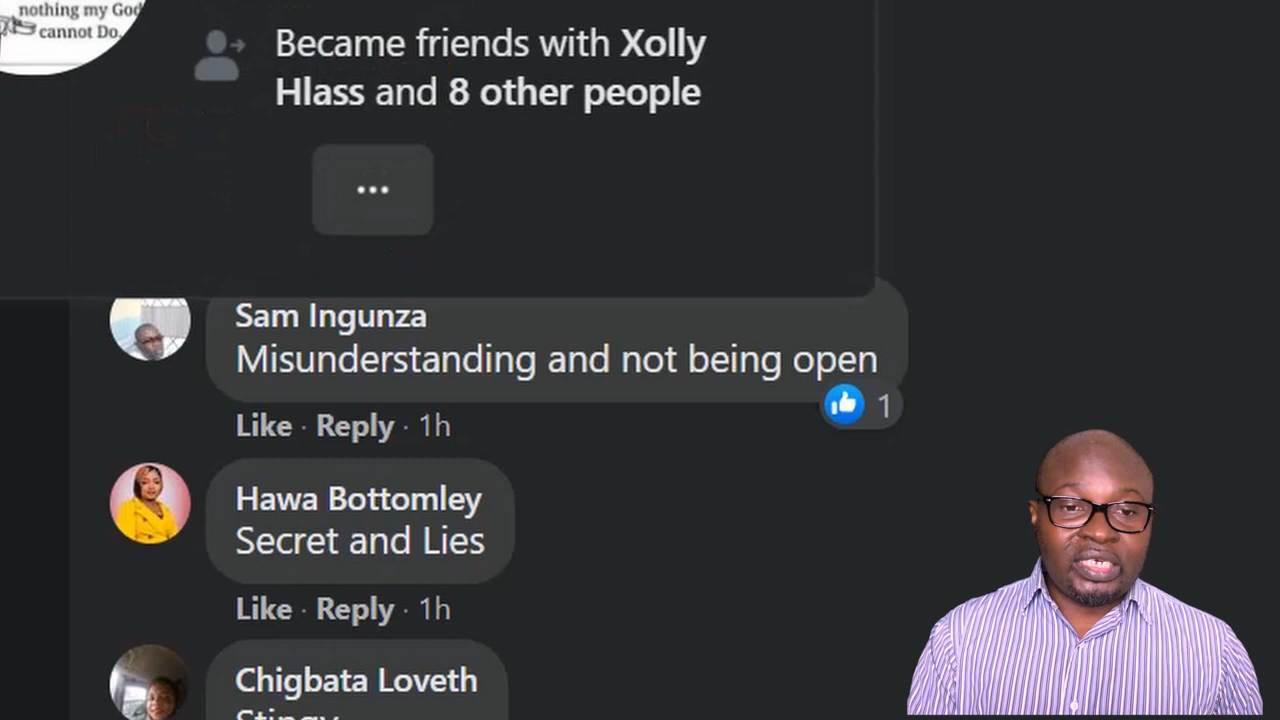 nothing my God
cannot Do.
Became friends with Xolly
Hlass and 8 other people
Sam Ingunza
Misunderstanding and not being open
1
Like · Reply · 1h
Hawa Bottomley
Secret and Lies
Like · Reply · 1h
Chigbata Loveth
Stingy